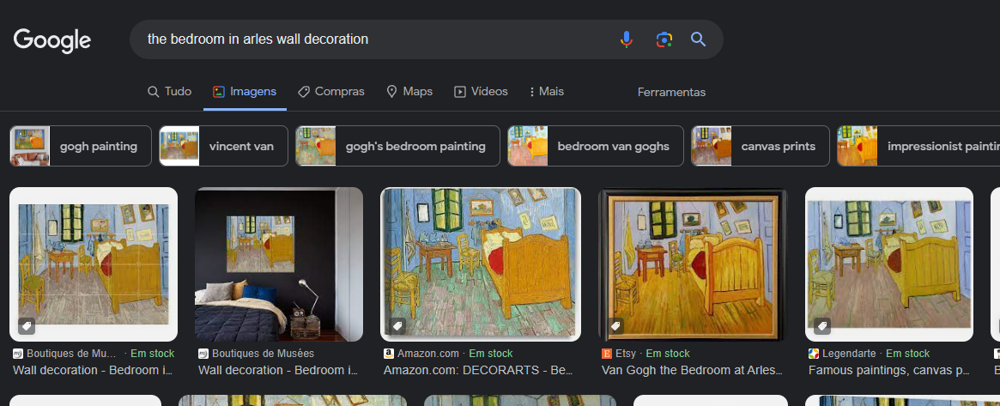 Google
the bedroom in arles wall decoration
Tudo Imagens Compras Maps Vídeos Mais Ferramentas
gogh painting vincent van gogh's bedroom painting bedroom van goghs canvas prints impressionist paintin
Boutiques de Mu... · Em stock Boutiques de Musées Amazon.com · Em stock Etsy · Em stock Legendarte · Em stock
Wall decoration - Bedroom i... Wall decoration - Bedroom i... Amazon.com: DECORARTS - Be... Van Gogh the Bedroom at Arles... Famous paintings, canvas p...